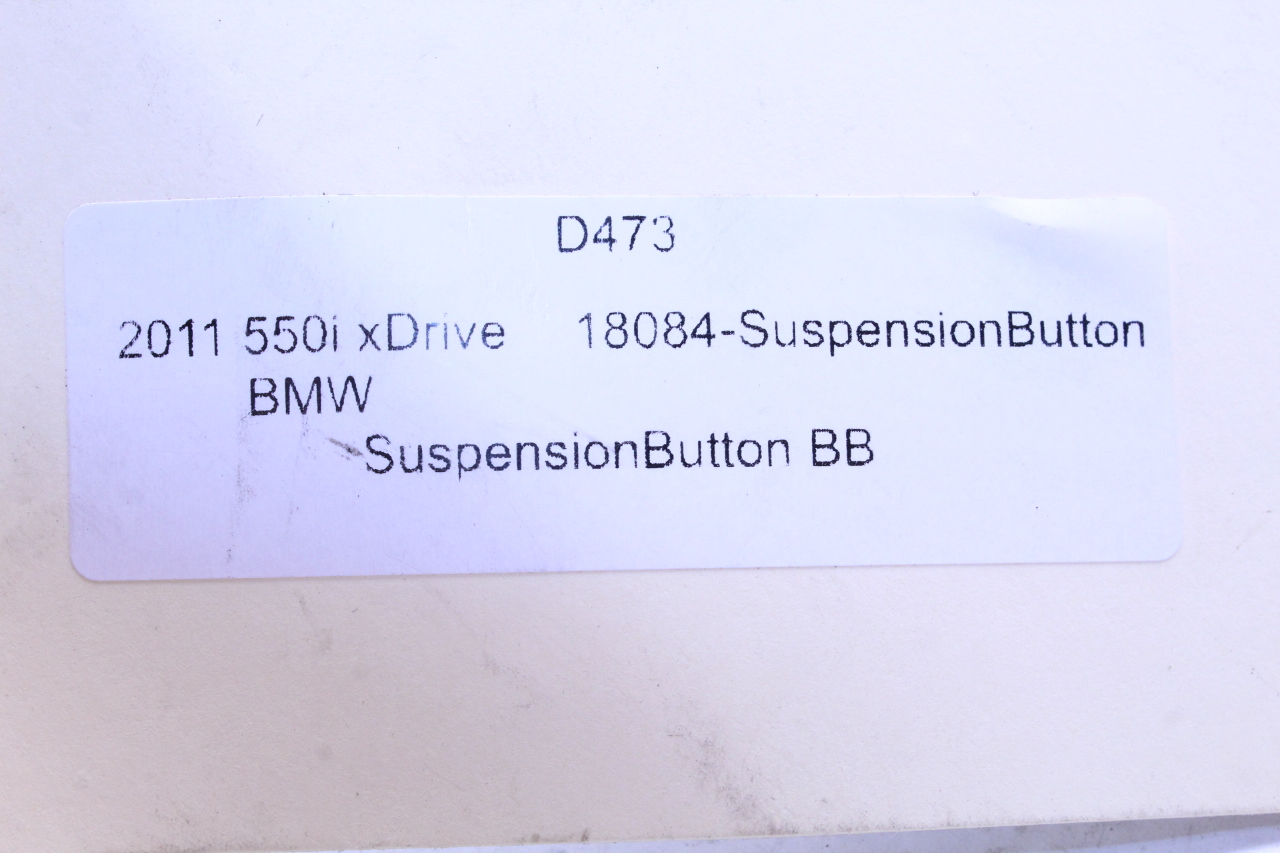 D473
2011 550i xDrive 18084-SuspensionButton
BMW
SuspensionButton BB